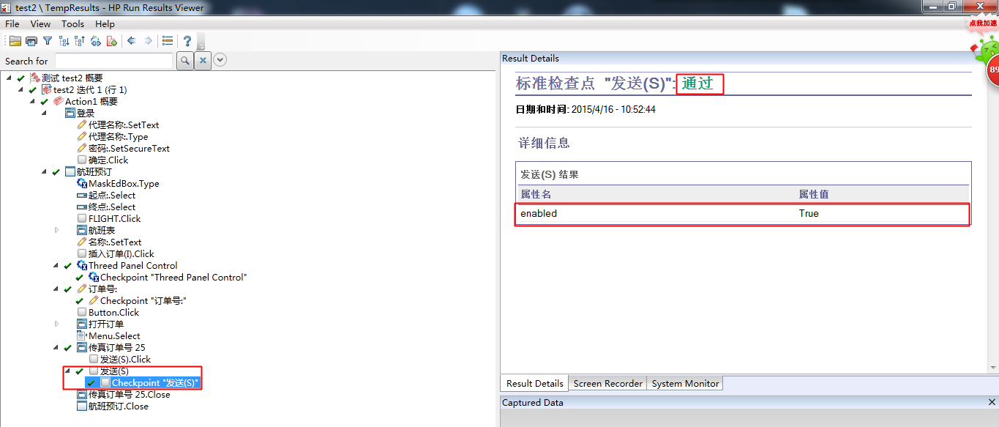 test2 \ TempResults - HP Run Results Viewer
File View Tools Help
点我加速
Search for
89
测试 test2 概要
test2 迭代 1 (行 1)
Action1 概要
登录
代理名称:.SetText
代理名称:.Type
密码:.SetSecureText
确定.Click
航班预订
MaskEdBox.Type
起点:.Select
终点:.Select
FLIGHT.Click
航班表
名称:.SetText
插入订单(I).Click
Threed Panel Control
Checkpoint "Threed Panel Control"
订单号:
Checkpoint "订单号:"
Button.Click
打开订单
Menu.Select
传真订单号 25
发送(S).Click
发送(S)
Checkpoint "发送(S)"
传真订单号 25.Close
航班预订.Close
Result Details
标准检查点 "发送(S)": 通过
日期和时间: 2015/4/16 - 10:52:44
详细信息
发送(S) 结果
属性名 属性值
enabled True
Result Details Screen Recorder System Monitor
Captured Data